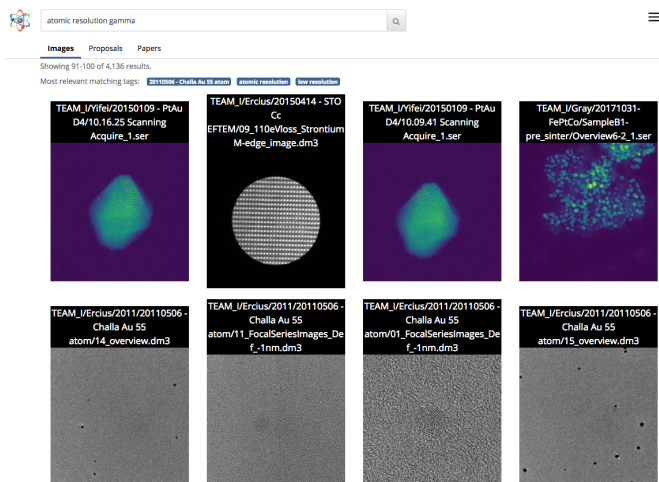 atomic resolution gamma
Images Proposals Papers
Showing 91-100 of 4,136 results.
Most relevant matching tags: 20110506 - Challa Au 55 atom atomic resolution low resolution
TEAM_I/Yifei/20150109 - PtAu
D4/10.16.25 Scanning
Acquire_1.ser
TEAM_I/Ercius/20150414 - STO
Cc
EFTEM/09_110eVloss_Strontium
M-edge_image.dm3
TEAM_I/Yifei/20150109 - PtAu
D4/10.09.41 Scanning
Acquire_1.ser
TEAM_I/Gray/20171031-
FePtCo/SampleB1-
pre_sinter/Overview6-2_1.ser
TEAM_I/Ercius/2011/20110506 -
Challa Au 55
atom/14_overview.dm3
TEAM_I/Ercius/2011/20110506 -
Challa Au 55
atom/11_FocalSeriesImages_De
f_-1nm.dm3
TEAM_I/Ercius/2011/20110506 -
Challa Au 55
atom/01_FocalSeriesImages_De
f_-1nm.dm3
TEAM_I/Ercius/2011/20110506 -
Challa Au 55
atom/15_overview.dm3